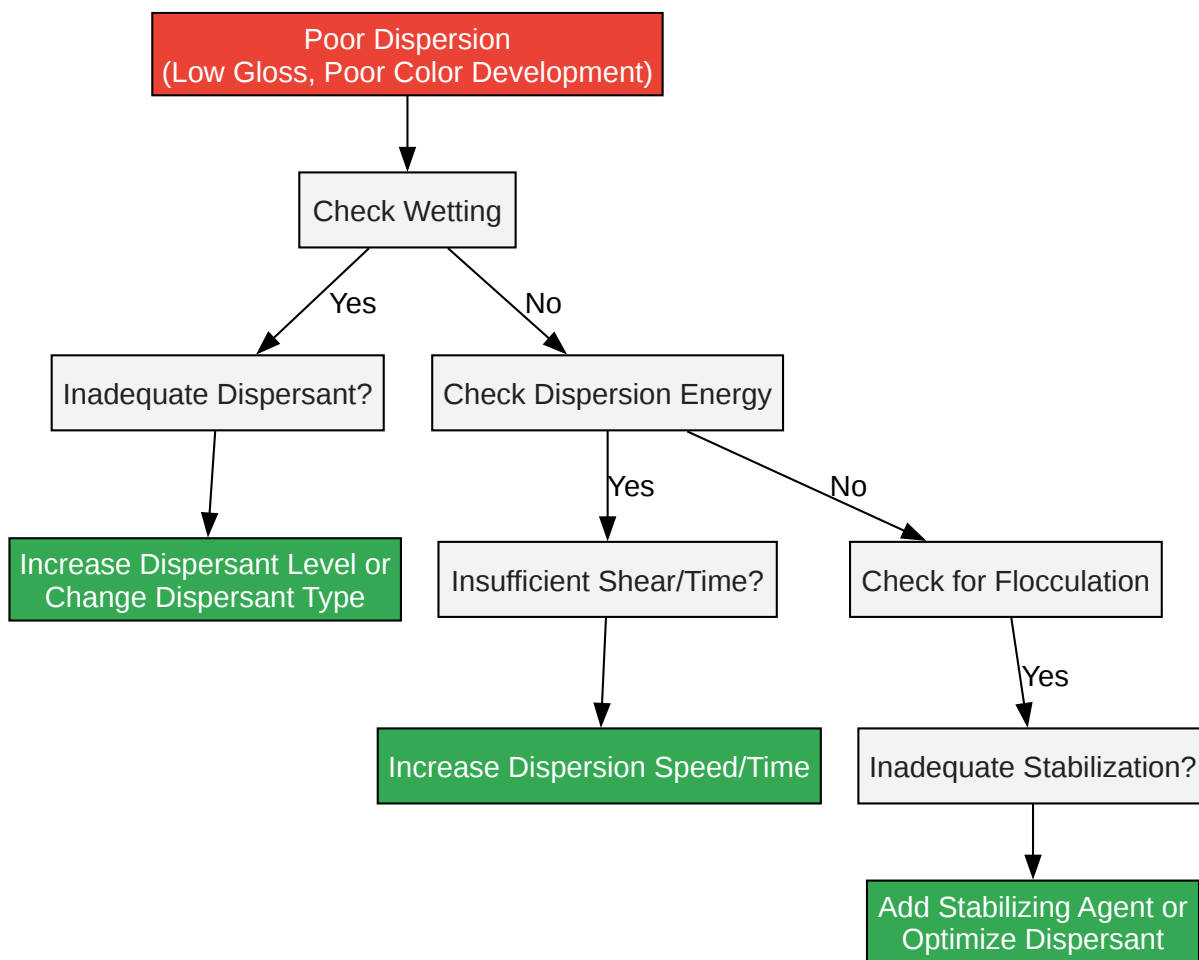 Poor Dispersion
(Low Gloss, Poor Color Development)
Check Wetting
Yes
No
Inadequate Dispersant?
Check Dispersion Energy
Yes
No
Increase Dispersant Level or
Change Dispersant Type
Insufficient Shear/Time?
Check for Flocculation
Yes
Increase Dispersion Speed/Time
Inadequate Stabilization?
Add Stabilizing Agent or
Optimize Dispersant